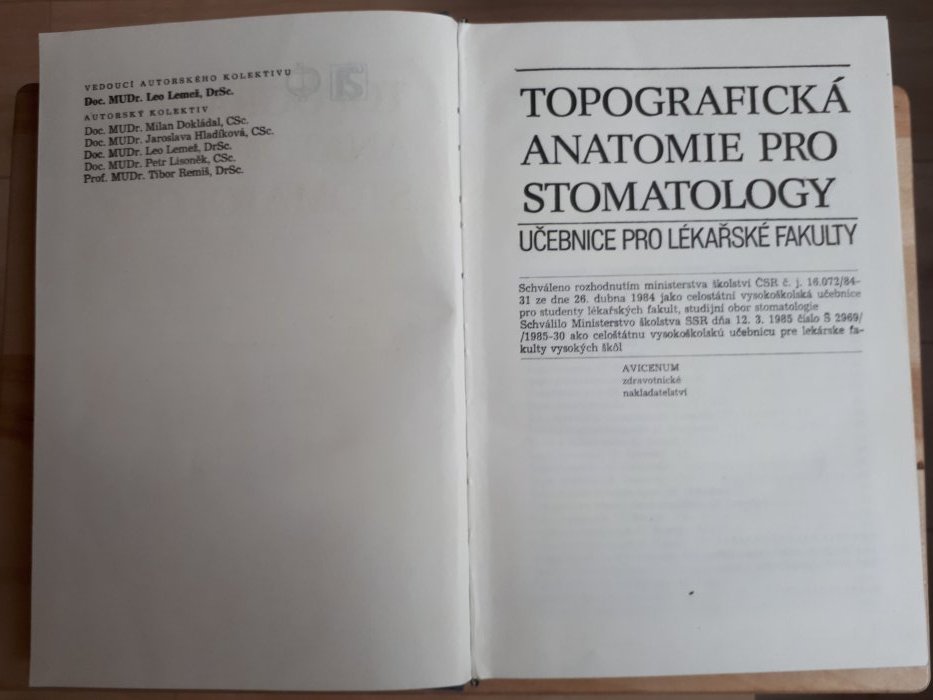 VEDOUCÍ AUTORSKÉHO KOLEKTIVU
Doc. MUDr. Leo Lemež, DrSc.
AUTORSKÝ KOLEKTIV
Doc. MUDr. Milan Dokládal, CSc.
Doc. MUDr. Jaroslava Hladíková, CSc.
Doc. MUDr. Leo Lemež, DrSc.
Doc. MUDr. Petr Lisoněk, CSc.
Prof. MUDr. Tibor Remiš, DrSc.
TOPOGRAFICKÁ
ANATOMIE PRO
STOMATOLOGY
UČEBNICE PRO LÉKAŘSKÉ FAKULTY
Schváleno rozhodnutím ministerstva školství ČSR č. j. 16.072/84-
31 ze dne 26. dubna 1984 jako celostátní vysokoškolská učebnice
pro studenty lékařských fakult, studijní obor stomatologie
Schválilo Ministerstvo školstva SSR dňa 12. 3. 1985 číslo Š 2969/
/1985-30 ako celoštátnu vysokoškolskú učebnicu pre lekárske fa-
kulty vysokých škôl
AVICENUM
zdravotnické
nakladatelství